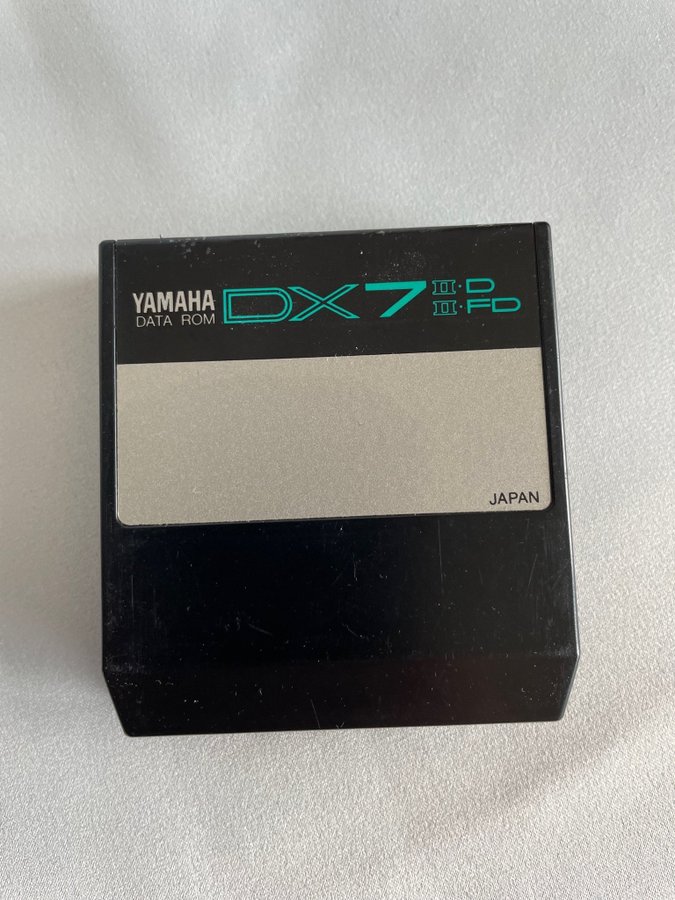 YAMAHA DX7 II·D
DATA ROM II·FD
JAPAN